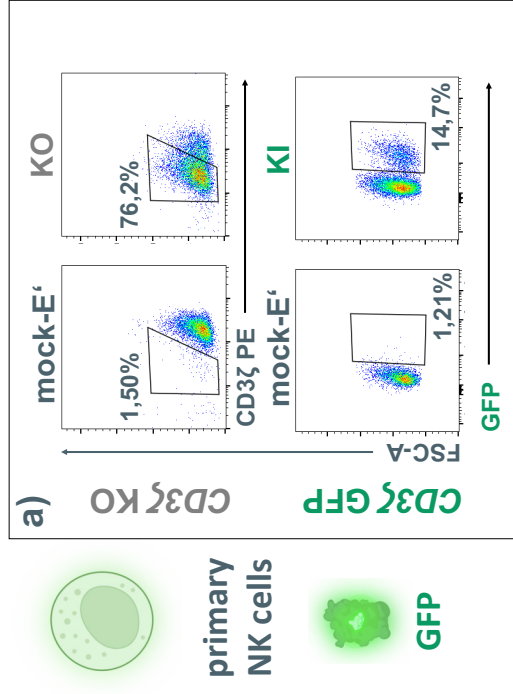 a)
mock-E‘
KO
CD3ζ KO
1,50%
76,2%
CD3ζ PE
mock-E‘
KI
CD3ζ GFP
1,21%
14,7%
FSC-A
GFP
primary
NK cells
GFP